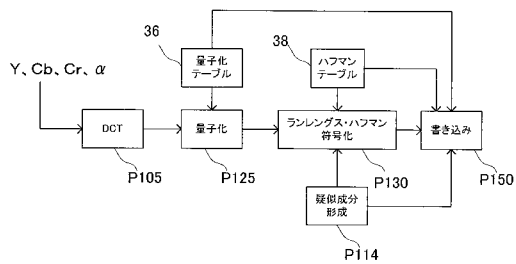 36
量子化
テーブル
38
ハフマン
テーブル
Y、Cb、Cr、α
DCT
量子化
ランレングス・ハフマン
符号化
書き込み
P105
P125
P130
P150
疑似成分
形成
P114